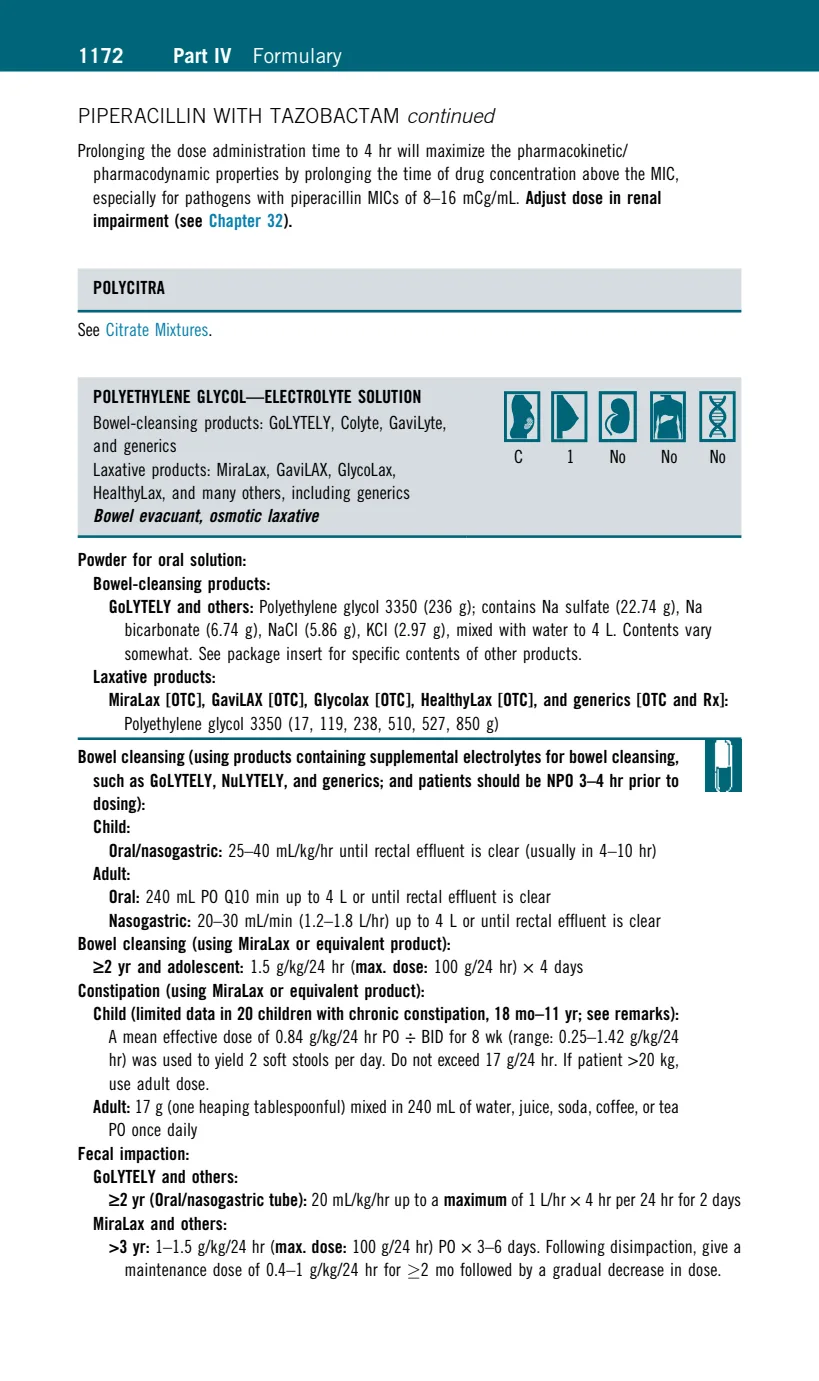 1172 Part IV Formulary
PIPERACILLIN WITH TAZOBACTAM continued
Prolonging the dose administration time to 4 hr will maximize the pharmacokinetic/
pharmacodynamic properties by prolonging the time of drug concentration above the MIC,
especially for pathogens with piperacillin MICs of 8–16 mCg/mL. Adjust dose in renal
impairment (see Chapter 32).
POLYCITRA
See Citrate Mixtures.
POLYETHYLENE GLYCOL—ELECTROLYTE SOLUTION
Bowel-cleansing products: GoLYTELY, Colyte, GaviLyte,
and generics
Laxative products: MiraLax, GaviLAX, GlycoLax,
HealthyLax, and many others, including generics
Bowel evacuant, osmotic laxative
C 1 No No No
Powder for oral solution:
Bowel-cleansing products:
GoLYTELY and others: Polyethylene glycol 3350 (236 g); contains Na sulfate (22.74 g), Na
bicarbonate (6.74 g), NaCl (5.86 g), KCl (2.97 g), mixed with water to 4 L. Contents vary
somewhat. See package insert for specific contents of other products.
Laxative products:
MiraLax [OTC], GaviLAX [OTC], Glycolax [OTC], HealthyLax [OTC], and generics [OTC and Rx]:
Polyethylene glycol 3350 (17, 119, 238, 510, 527, 850 g)
Bowel cleansing (using products containing supplemental electrolytes for bowel cleansing,
such as GoLYTELY, NuLYTELY, and generics; and patients should be NPO 3–4 hr prior to
dosing):
Child:
Oral/nasogastric: 25–40 mL/kg/hr until rectal effluent is clear (usually in 4–10 hr)
Adult:
Oral: 240 mL PO Q10 min up to 4 L or until rectal effluent is clear
Nasogastric: 20–30 mL/min (1.2–1.8 L/hr) up to 4 L or until rectal effluent is clear
Bowel cleansing (using MiraLax or equivalent product):
≥2 yr and adolescent: 1.5 g/kg/24 hr (max. dose: 100 g/24 hr) × 4 days
Constipation (using MiraLax or equivalent product):
Child (limited data in 20 children with chronic constipation, 18 mo–11 yr; see remarks):
A mean effective dose of 0.84 g/kg/24 hr PO ÷ BID for 8 wk (range: 0.25–1.42 g/kg/24
hr) was used to yield 2 soft stools per day. Do not exceed 17 g/24 hr. If patient >20 kg,
use adult dose.
Adult: 17 g (one heaping tablespoonful) mixed in 240 mL of water, juice, soda, coffee, or tea
PO once daily
Fecal impaction:
GoLYTELY and others:
≥2 yr (Oral/nasogastric tube): 20 mL/kg/hr up to a maximum of 1 L/hr × 4 hr per 24 hr for 2 days
MiraLax and others:
>3 yr: 1–1.5 g/kg/24 hr (max. dose: 100 g/24 hr) PO × 3–6 days. Following disimpaction, give a
maintenance dose of 0.4–1 g/kg/24 hr for ≥2 mo followed by a gradual decrease in dose.